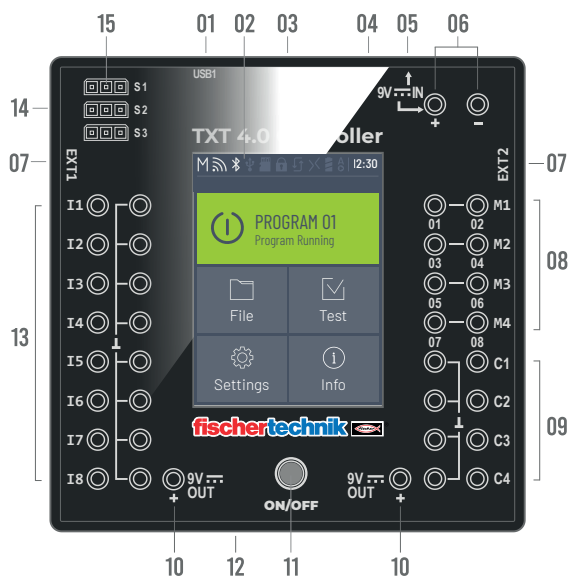 15 01 02 03 04 05 06
USB1
S1
9V IN
14 S2
+ -
S3
TXT 4.0 ller
07 EXT1 EXT2 07
M 12:30
I1 M1
PROGRAM 01
01 02
Program Running
I2 M2
03 04
08
I3 M3
File Test
05 06
I4 M4
13
07 08
I5 C1
Settings Info
I6 C2
09
fischertechnik
I7 C3
I8 C4
9V OUT 9V OUT
+ +
ON/OFF
10 12 11 10